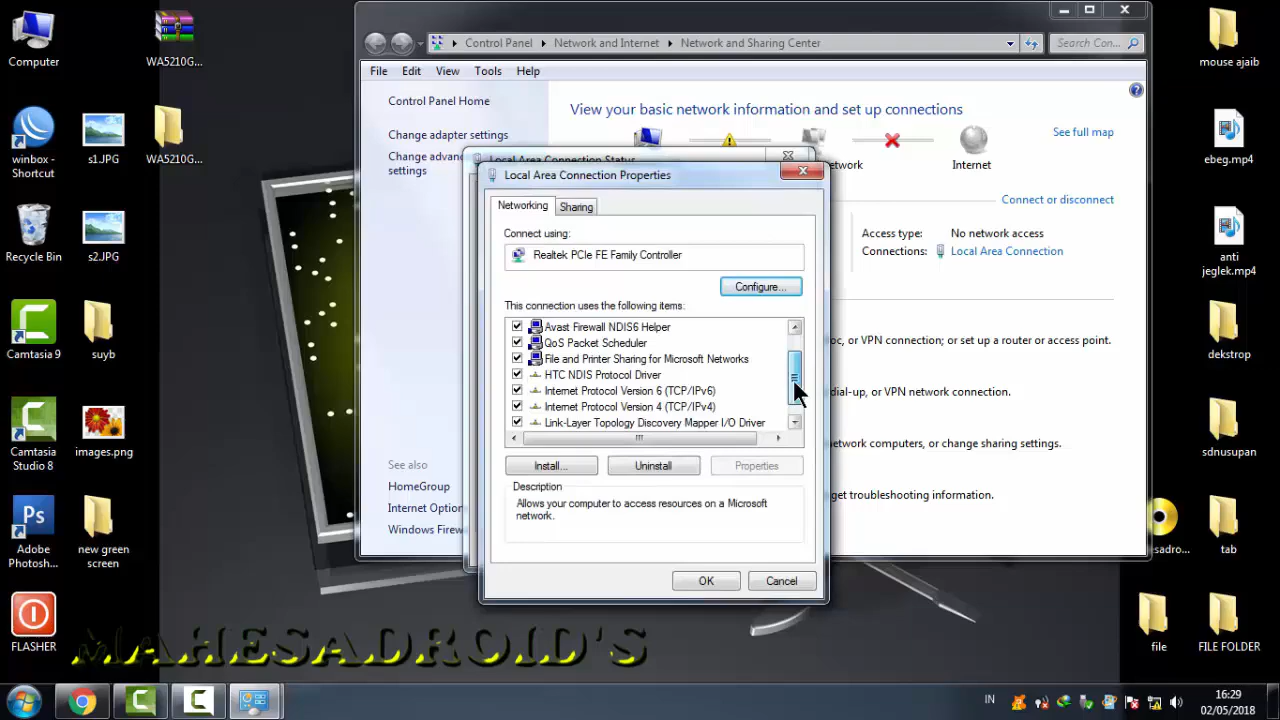 Computer
WA5210G...
winbox - Shortcut
s1.JPG
WA5210G...
Recycle Bin
s2.JPG
Camtasia 9
suyb
Camtasia Studio 8
images.png
Adobe Photosh...
new green screen
FLASHER
MAHESADROID'S
Control Panel
Network and Internet
Network and Sharing Center
Search Con...
File Edit View Tools Help
Control Panel Home
Change adapter settings
Change advan
settings
See also
HomeGroup
Internet Option
Windows Firew
View your basic network information and set up connections
See full map
etwork
Internet
Connect or disconnect
Access type: No network access
Connections: Local Area Connection
oc, or VPN connection; or set up a router or access point.
dial-up, or VPN network connection.
etwork computers, or change sharing settings.
get troubleshooting information.
Local Area Connection Status
Local Area Connection Properties
Networking Sharing
Connect using:
Realtek PCIe FE Family Controller
Configure...
This connection uses the following items:
Avast Firewall NDIS6 Helper
QoS Packet Scheduler
File and Printer Sharing for Microsoft Networks
HTC NDIS Protocol Driver
Internet Protocol Version 6 (TCP/IPv6)
Internet Protocol Version 4 (TCP/IPv4)
Link-Layer Topology Discovery Mapper I/O Driver
Install... Uninstall Properties
Description
Allows your computer to access resources on a Microsoft
network.
OK Cancel
mouse ajaib
ebeg.mp4
anti jeglek.mp4
dekstrop
sdnusupan
esadro...
tab
file
FILE FOLDER
IN
16:29
02/05/2018